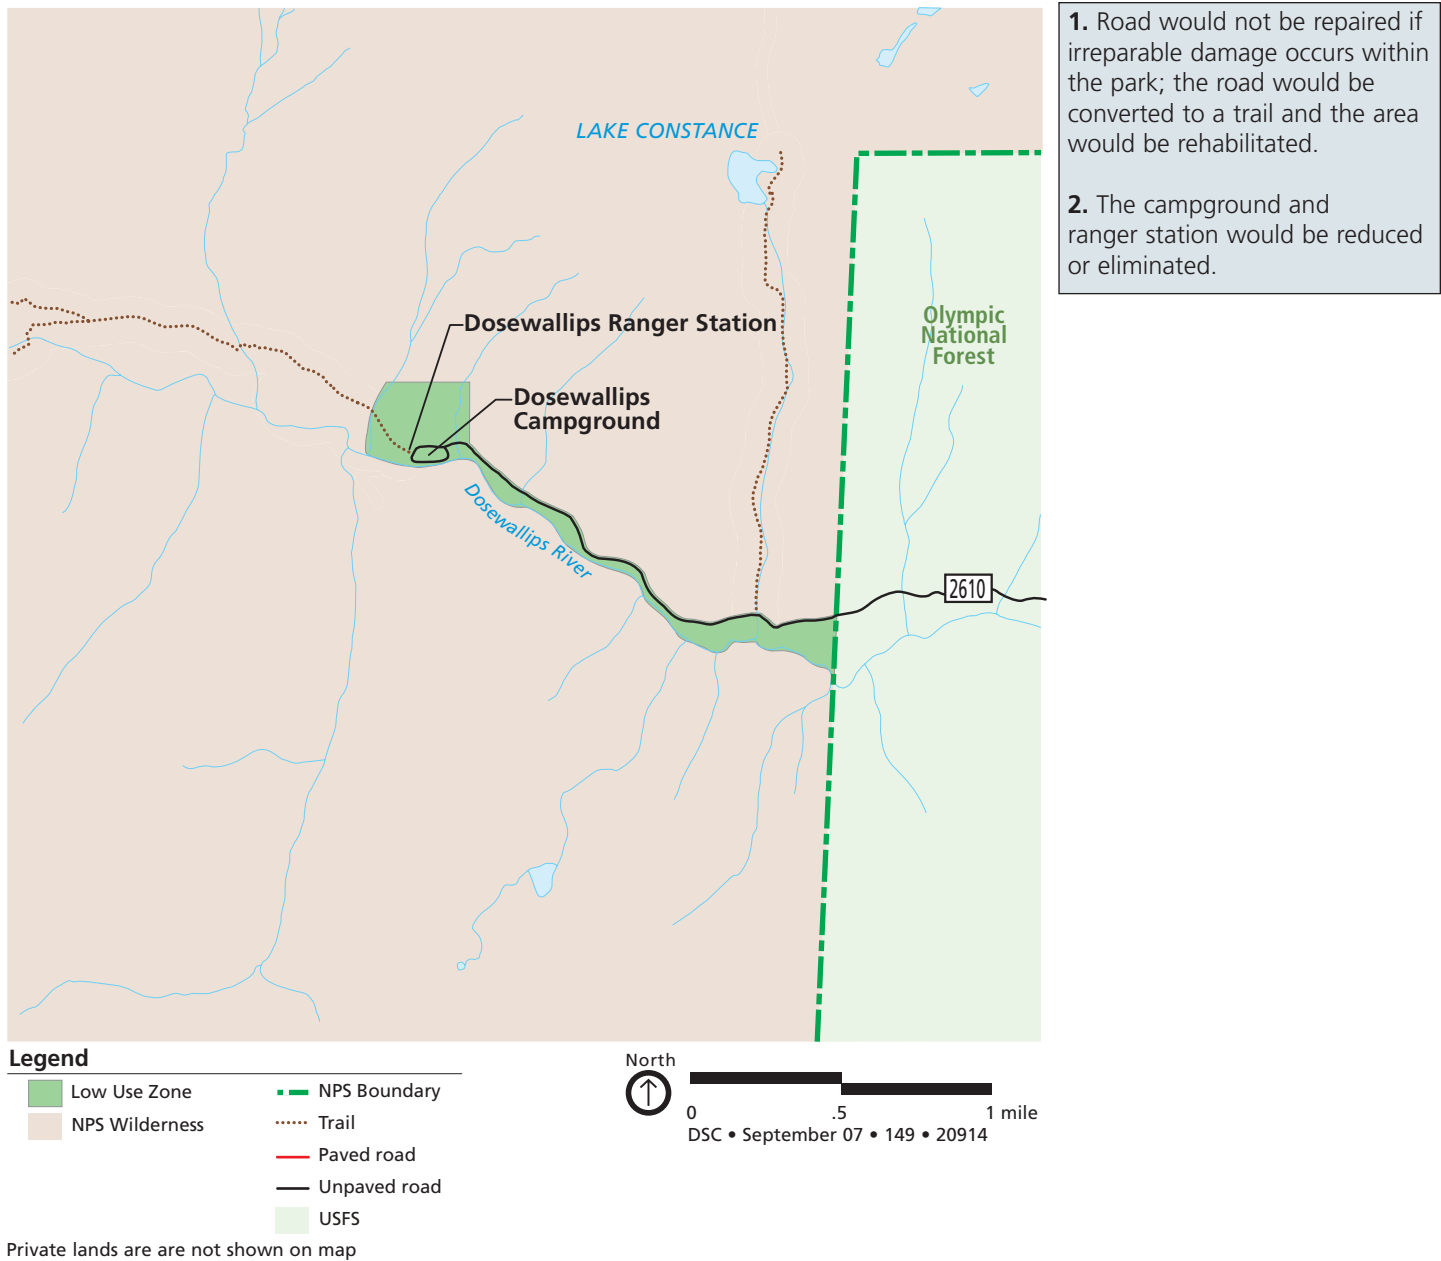 1. Road would not be repaired if
irreparable damage occurs within
the park; the road would be
converted to a trail and the area
would be rehabilitated.
2. The campground and
ranger station would be reduced
or eliminated.
LAKE CONSTANCE
Olympic
National
Forest
Dosewallips Ranger Station
Dosewallips
Campground
Dosewallips River
2610
Legend
Low Use Zone
NPS Wilderness
NPS Boundary
Trail
Paved road
Unpaved road
USFS
North
0 .5 1 mile
DSC • September 07 • 149 • 20914
Private lands are are not shown on map